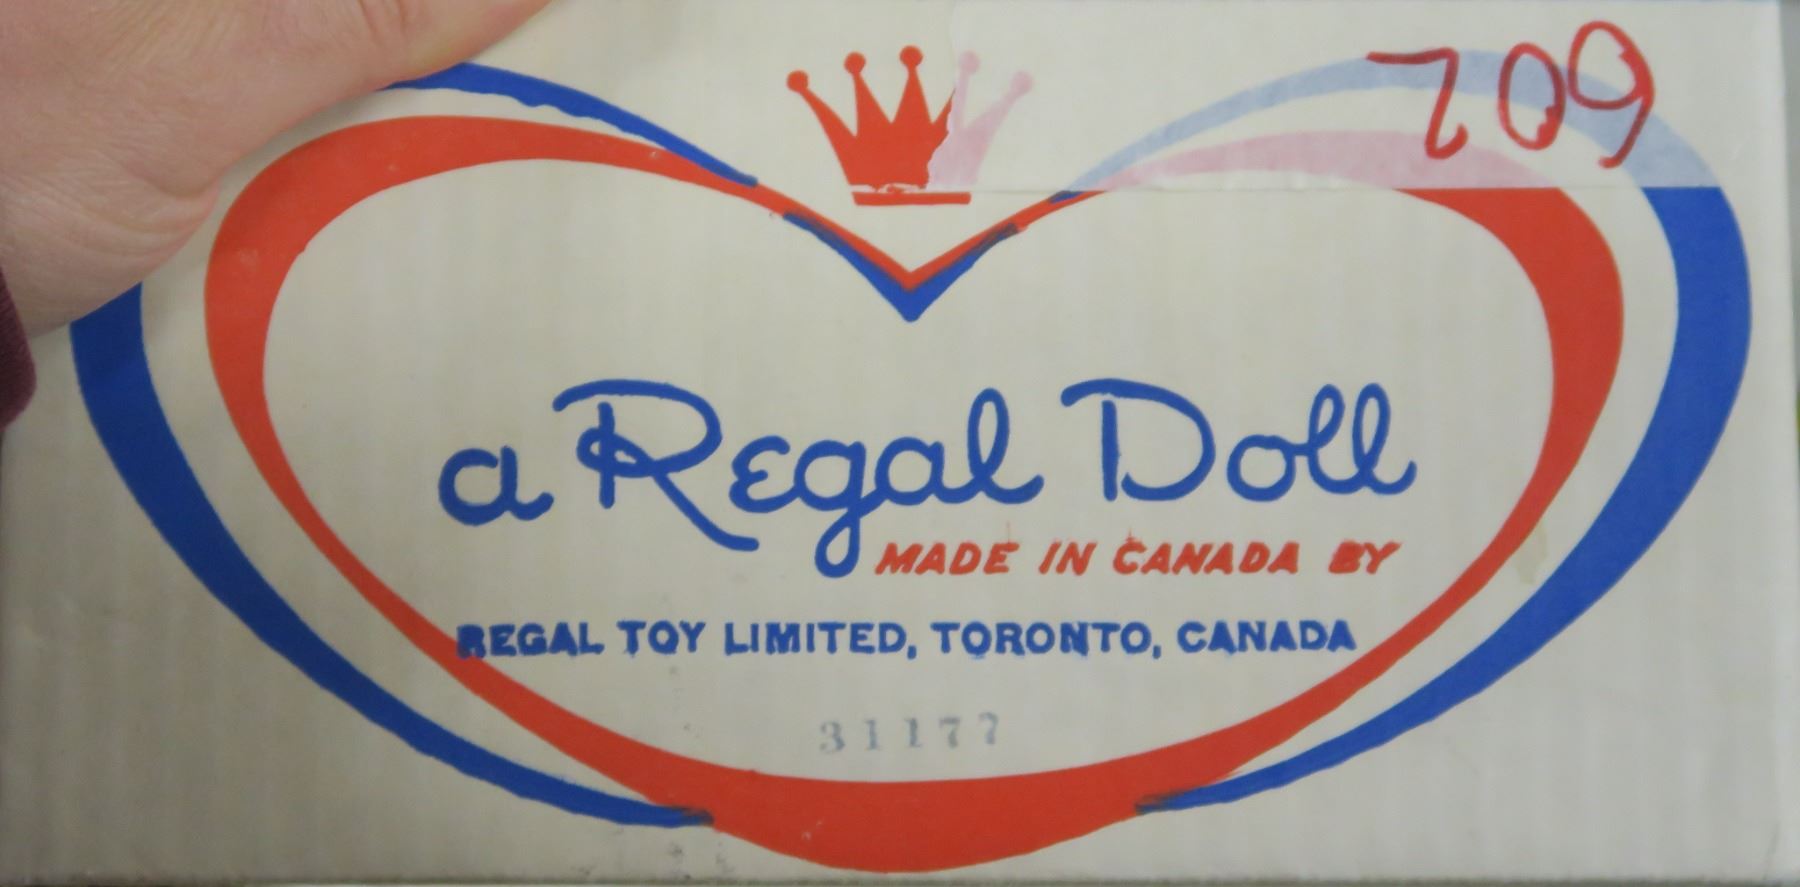 709
a Regal Doll
MADE IN CANADA BY
REGAL TOY LIMITED, TORONTO, CANADA
31177